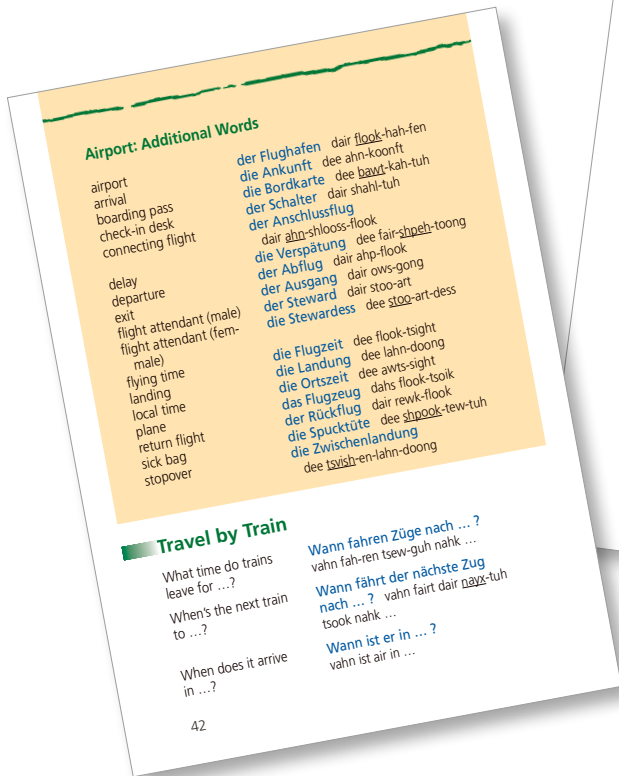 Airport: Additional Words
airport der Flughafen dair flook-hah-fen
arrival die Ankunft dee ahn-koonft
boarding pass die Bordkarte dee bawt-kah-tuh
check-in desk der Schalter dair shahl-tuh
connecting flight der Anschlussflug
dair ahn-shlooss-flook
delay die Verspätung dee fair-shpeh-toong
departure der Abflug dair ahp-flook
exit der Ausgang dair ows-gong
flight attendant (male) der Steward dair stoo-art
flight attendant (fem- die Stewardess dee stoo-art-dess
male)
flying time die Flugzeit dee flook-tsight
landing die Landung dee lahn-doong
local time die Ortszeit dee awts-sight
plane das Flugzeug dahs flook-tsoik
return flight der Rückflug dair rewk-flook
sick bag die Spucktüte dee shpook-tew-tuh
stopover die Zwischenlandung
dee tsvish-en-lahn-doong
Travel by Train
What time do trains Wann fahren Züge nach … ?
leave for …? vahn fah-ren tsew-guh nahk …
When's the next train Wann fährt der nächste Zug
to …? nach … ? vahn fairt dair nayx-tuh
tsook nahk …
When does it arrive Wann ist er in … ?
in …? vahn ist air in …
42